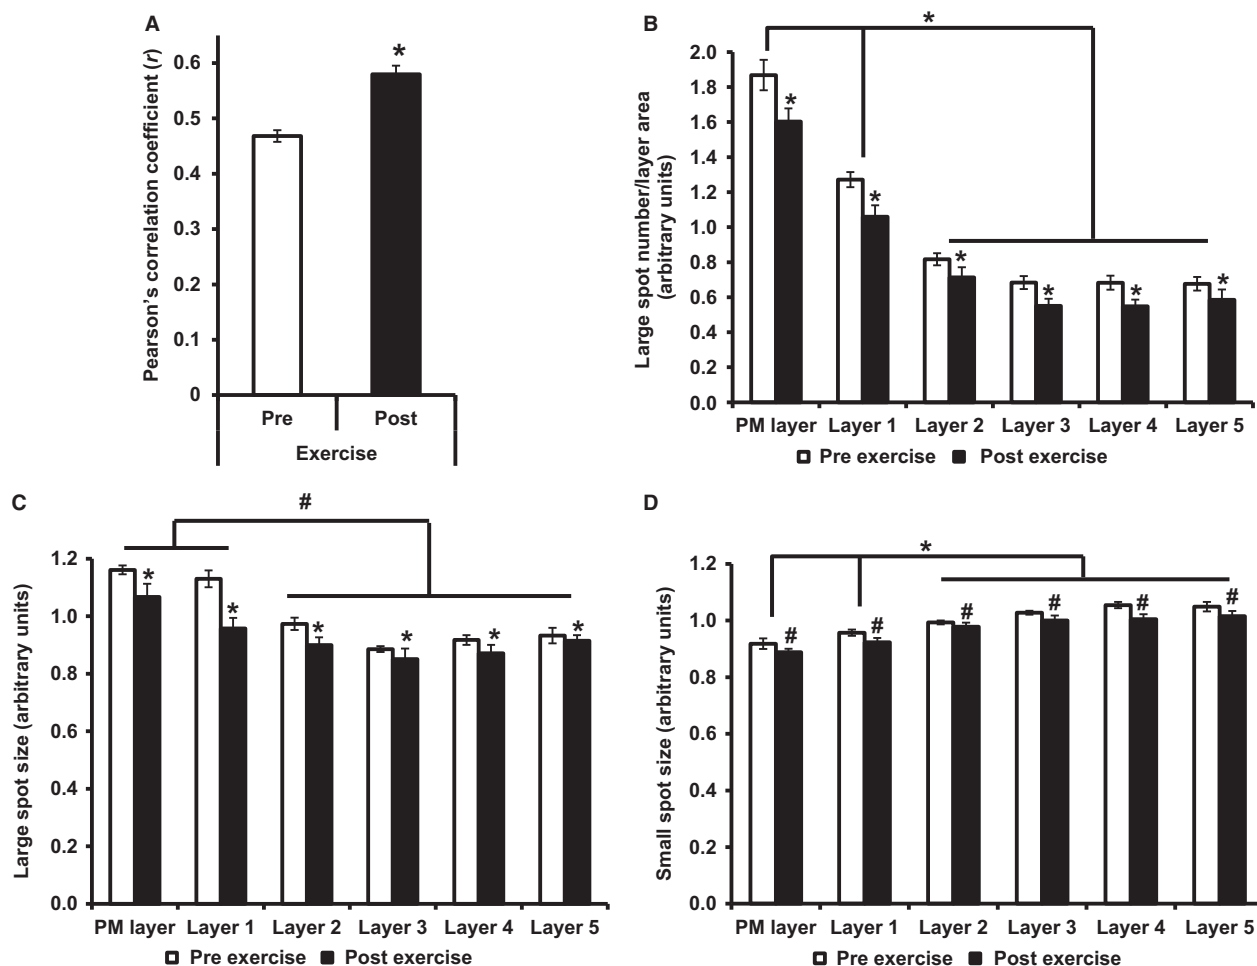 A
Pearson's correlation coefficient (r)
0.6
0.5
0.4
0.3
0.2
0.1
0
*
Pre
Post
Exercise
B
Large spot number/layer area
(arbitrary units)
2.0
1.8
1.6
1.4
1.2
1.0
0.8
0.6
0.4
0.2
0.0
*
* * * * * *
PM layer Layer 1 Layer 2 Layer 3 Layer 4 Layer 5
Pre exercise Post exercise
C
Large spot size (arbitrary units)
1.2
1.0
0.8
0.6
0.4
0.2
0.0
#
* * * * * *
PM layer Layer 1 Layer 2 Layer 3 Layer 4 Layer 5
Pre exercise Post exercise
D
Small spot size (arbitrary units)
1.2
1.0
0.8
0.6
0.4
0.2
0.0
*
# # # # # #
PM layer Layer 1 Layer 2 Layer 3 Layer 4 Layer 5
Pre exercise Post exercise